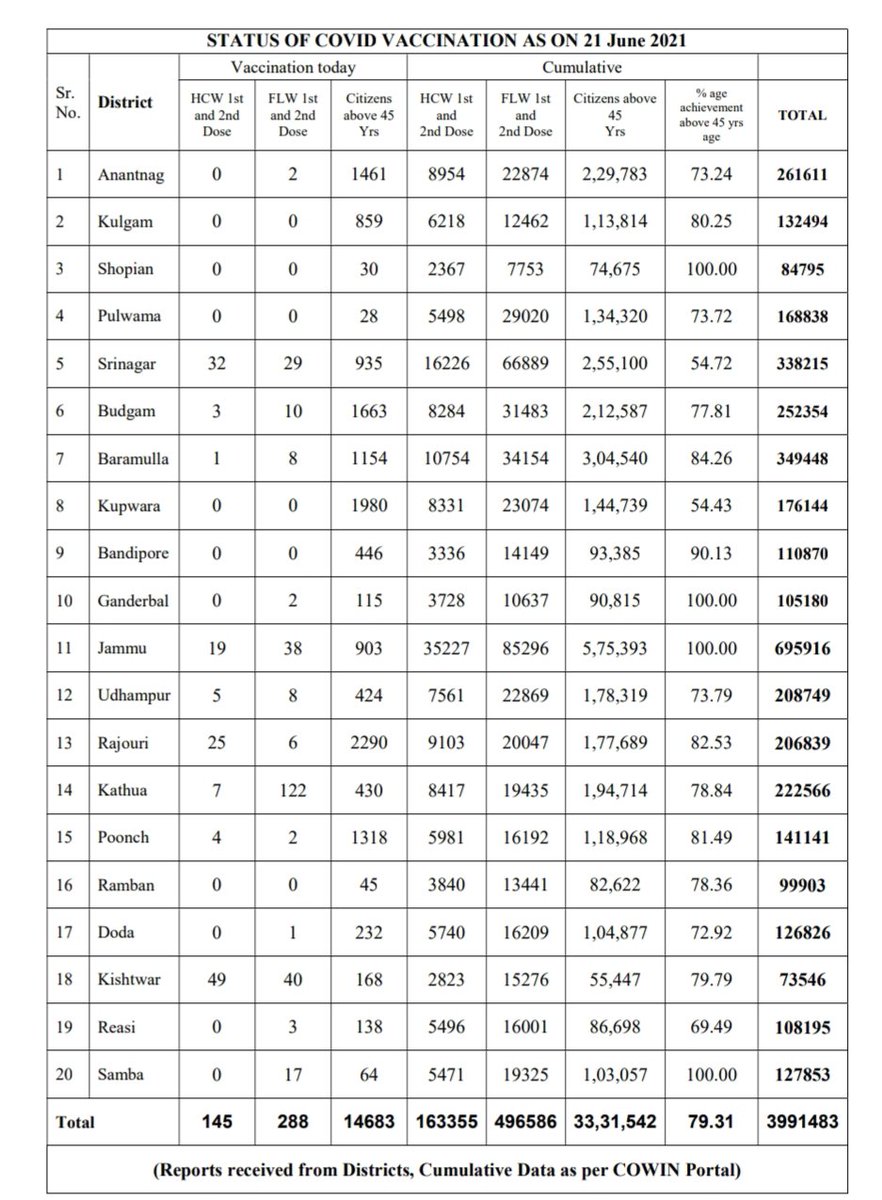 STATUS OF COVID VACCINATION AS ON 21 June 2021
Sr. No. District Vaccination today Cumulative
HCW 1st and 2nd Dose FLW 1st and 2nd Dose Citizens above 45 Yrs HCW 1st and 2nd Dose FLW 1st and 2nd Dose Citizens above 45 Yrs % age achievement above 45 yrs age TOTAL
1 Anantnag 0 2 1461 8954 22874 2,29,783 73.24 261611
2 Kulgam 0 0 859 6218 12462 1,13,814 80.25 132494
3 Shopian 0 0 30 2367 7753 74,675 100.00 84795
4 Pulwama 0 0 28 5498 29020 1,34,320 73.72 168838
5 Srinagar 32 29 935 16226 66889 2,55,100 54.72 338215
6 Budgam 3 10 1663 8284 31483 2,12,587 77.81 252354
7 Baramulla 1 8 1154 10754 34154 3,04,540 84.26 349448
8 Kupwara 0 0 1980 8331 23074 1,44,739 54.43 176144
9 Bandipore 0 0 446 3336 14149 93,385 90.13 110870
10 Ganderbal 0 2 115 3728 10637 90,815 100.00 105180
11 Jammu 19 38 903 35227 85296 5,75,393 100.00 695916
12 Udhampur 5 8 424 7561 22869 1,78,319 73.79 208749
13 Rajouri 25 6 2290 9103 20047 1,77,689 82.53 206839
14 Kathua 7 122 430 8417 19435 1,94,714 78.84 222566
15 Poonch 4 2 1318 5981 16192 1,18,968 81.49 141141
16 Ramban 0 0 45 3840 13441 82,622 78.36 99903
17 Doda 0 1 232 5740 16209 1,04,877 72.92 126826
18 Kishtwar 49 40 168 2823 15276 55,447 79.79 73546
19 Reasi 0 3 138 5496 16001 86,698 69.49 108195
20 Samba 0 17 64 5471 19325 1,03,057 100.00 127853
Total 145 288 14683 163355 496586 33,31,542 79.31 3991483
(Reports received from Districts, Cumulative Data as per COWIN Portal)